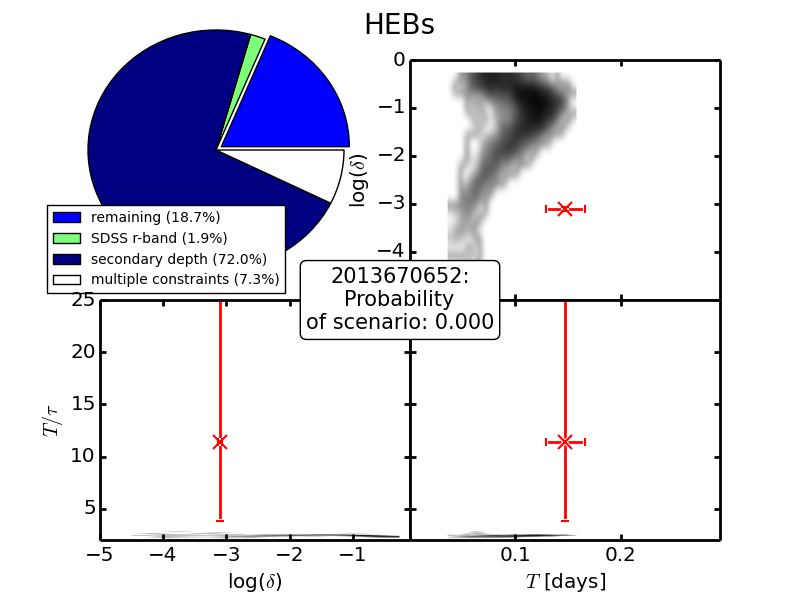 HEBs
remaining (18.7%)
SDSS r-band (1.9%)
secondary depth (72.0%)
multiple constraints (7.3%)
log(δ)
0
−1
−2
−3
−4
2013670652:
Probability
of scenario: 0.000
T/τ
25
20
15
10
5
−5 −4 −3 −2 −1
log(δ)
0.1 0.2
T [days]